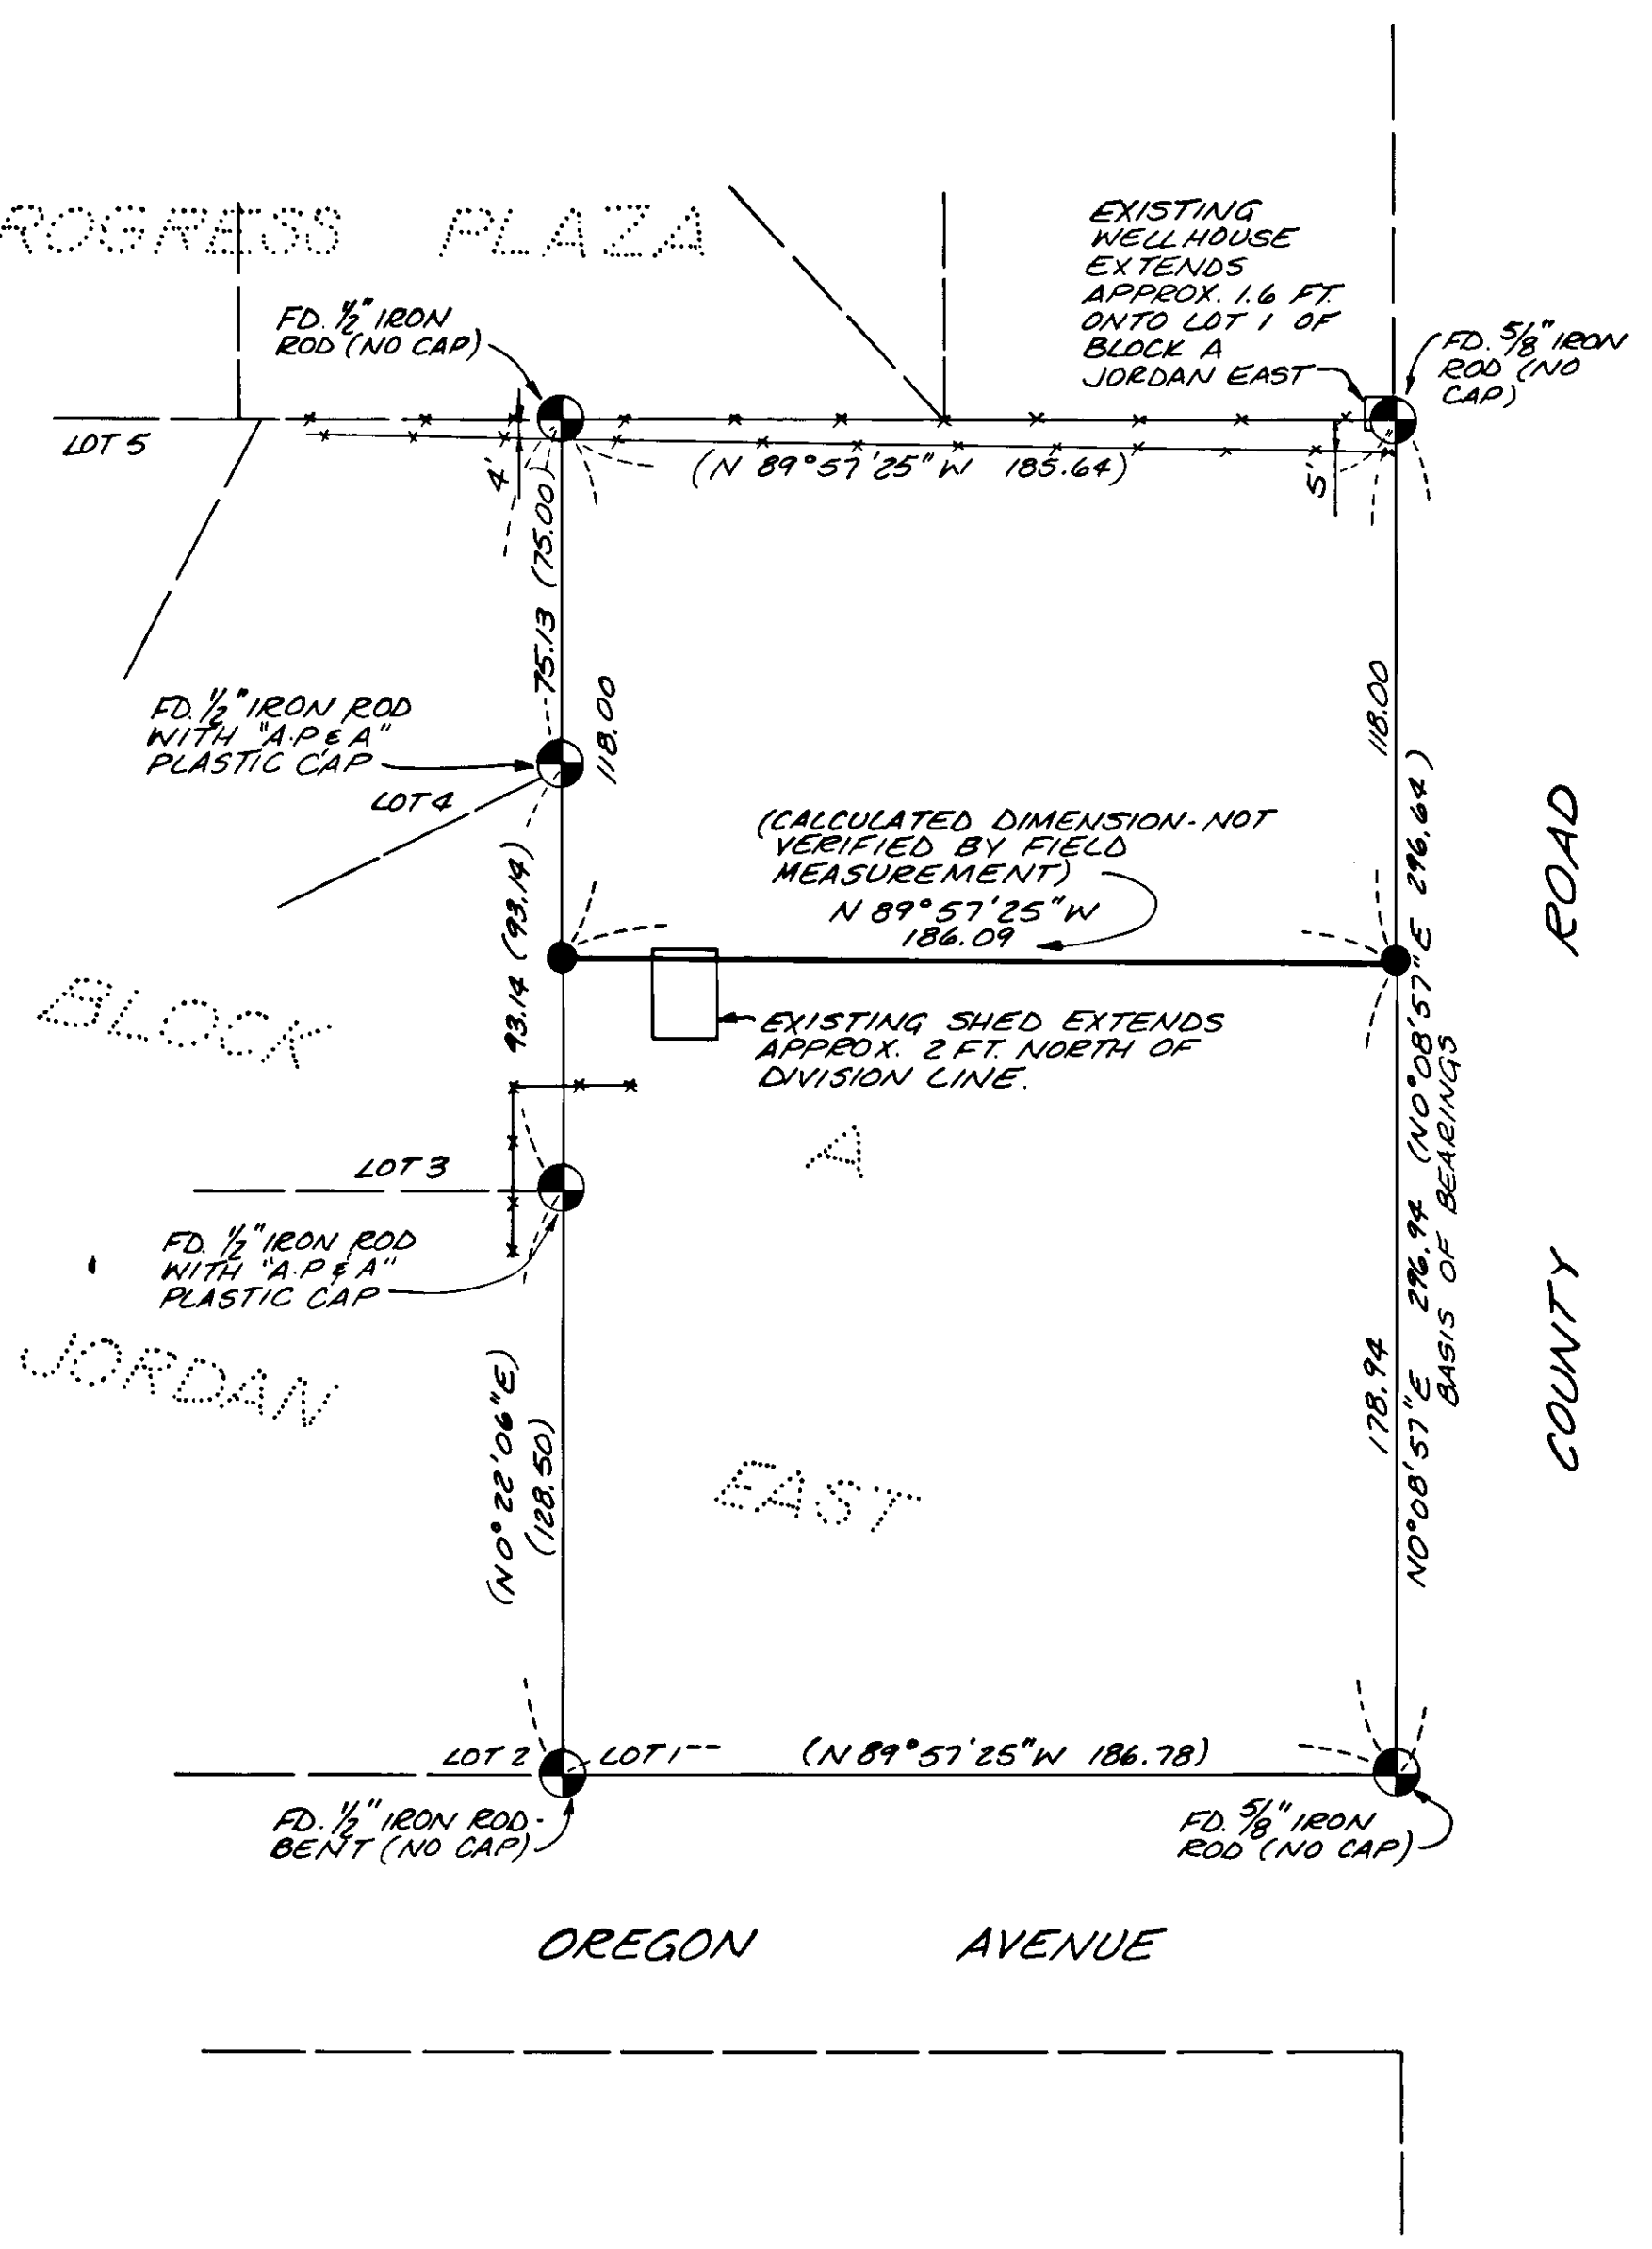 ROGRESS PLAZA
EXISTING
WELLHOUSE
EXTENDS
APPROX. 1.6 FT.
ONTO LOT 1 OF
BLOCK A
JORDAN EAST
FD. 1/2" IRON
ROD (NO CAP)
FD. 5/8" IRON
ROD (NO
CAP)
LOT 5
4'
(N 89°57'25"W 185.64)
5'
75.13 (75.00)
118.00
118.00
FD. 1/2" IRON ROD
WITH "A.P & A"
PLASTIC CAP
LOT 4
(CALCULATED DIMENSION-NOT
VERIFIED BY FIELD
MEASUREMENT)
N 89°57'25"W
186.09
93.14 (93.14)
ROAD
BLOCK
EXISTING SHED EXTENDS
APPROX. 2 FT. NORTH OF
DIVISION LINE.
A
LOT 3
FD. 1/2" IRON ROD
WITH "A.P & A"
PLASTIC CAP
N0°08'57"E 296.94 (N0°08'57"E 296.64)
BASIS OF BEARINGS
COUNTY
JORDAN
178.94
(N0°22'06"E)
(128.50)
EAST
LOT 2
LOT 1--
(N89°57'25"W 186.78)
FD. 1/2" IRON ROD-
BENT (NO CAP)
FD. 5/8" IRON
ROD (NO CAP)
OREGON AVENUE